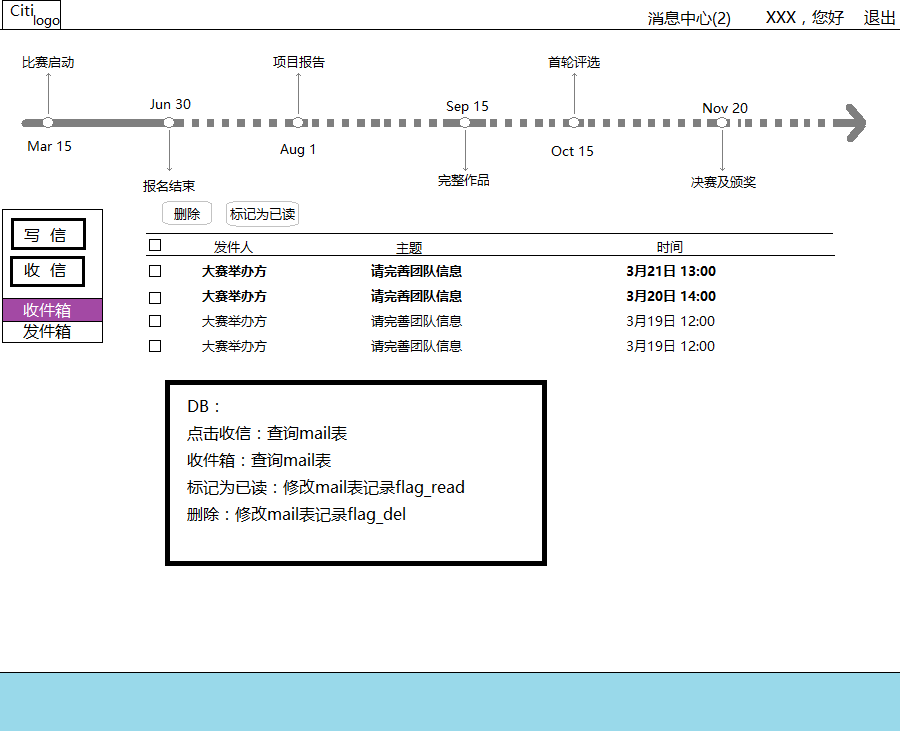 Citi
logo
消息中心(2) XXX，您好 退出
比赛启动 项目报告 首轮评选
Jun 30 Sep 15 Nov 20
Mar 15 Aug 1 Oct 15
报名结束 完整作品 决赛及颁奖
删除 标记为已读
写 信
收 信
收件箱
发件箱
发件人 主题 时间
大赛举办方 请完善团队信息 3月21日 13:00
大赛举办方 请完善团队信息 3月20日 14:00
大赛举办方 请完善团队信息 3月19日 12:00
大赛举办方 请完善团队信息 3月19日 12:00
DB：
点击收信：查询mail表
收件箱：查询mail表
标记为已读：修改mail表记录flag_read
删除：修改mail表记录flag_del